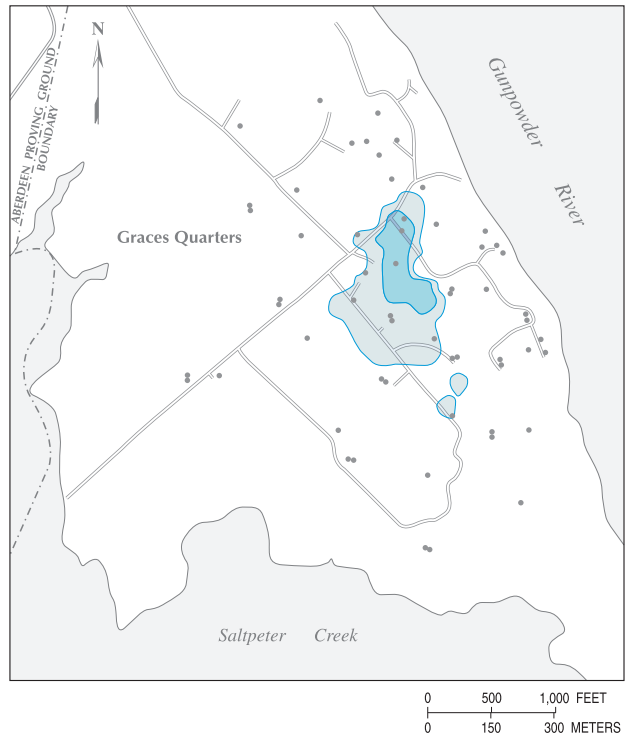 N
ABERDEEN PROVING GROUND
BOUNDARY
Gunpowder
River
Graces Quarters
Saltpeter Creek
0 500 1,000 FEET
0 150 300 METERS